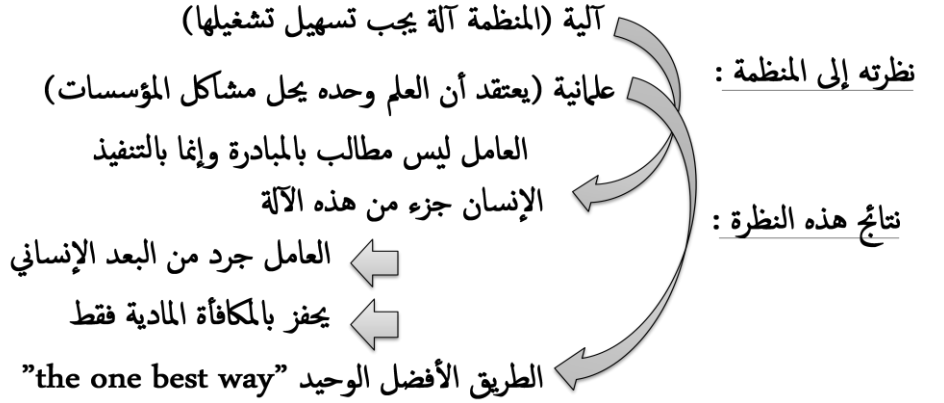 آلية (المنظمة آلة يجب تسهيل تشغيلها)
نظرته إلى المنظمة :
علمانية (يعتقد أن العلم وحده يحل مشاكل المؤسسات)
العامل ليس مطالب بالمبادرة وإنما بالتنفيذ
الإنسان جزء من هذه الآلة
نتائج هذه النظرة :
العامل جرد من البعد الإنساني
يحفز بالمكافأة المادية فقط
الطريق الأفضل الوحيد "the one best way"